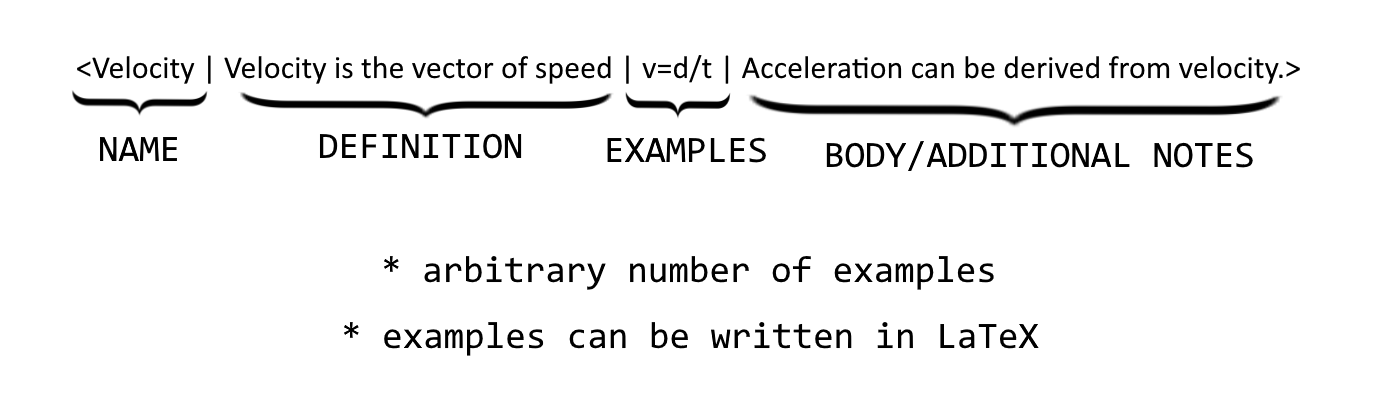 <Velocity | Velocity is the vector of speed | v=d/t | Acceleration can be derived from velocity.>
NAME DEFINITION EXAMPLES BODY/ADDITIONAL NOTES
* arbitrary number of examples
* examples can be written in LaTeX